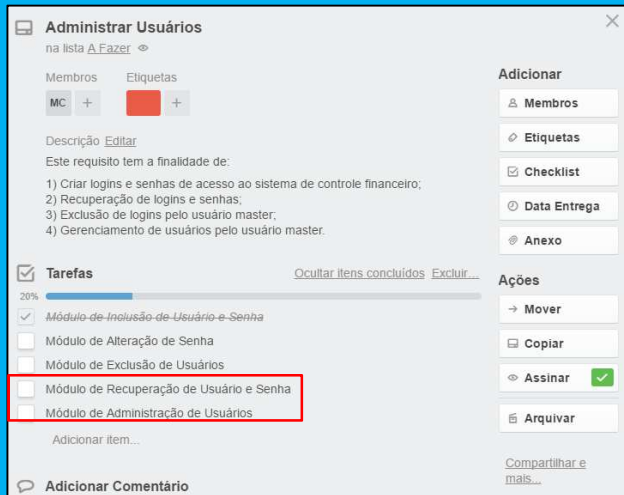 Administrar Usuários
na lista A Fazer
Membros Etiquetas
MC + +
Descrição Editar
Este requisito tem a finalidade de:
1) Criar logins e senhas de acesso ao sistema de controle financeiro;
2) Recuperação de logins e senhas;
3) Exclusão de logins pelo usuário master;
4) Gerenciamento de usuários pelo usuário master.
Tarefas Ocultar itens concluídos Excluir...
20%
Módulo de Inclusão de Usuário e Senha
Módulo de Alteração de Senha
Módulo de Exclusão de Usuários
Módulo de Recuperação de Usuário e Senha
Módulo de Administração de Usuários
Adicionar item...
Adicionar Comentário
Adicionar
Membros
Etiquetas
Checklist
Data Entrega
Anexo
Ações
Mover
Copiar
Assinar
Arquivar
Compartilhar e
mais...